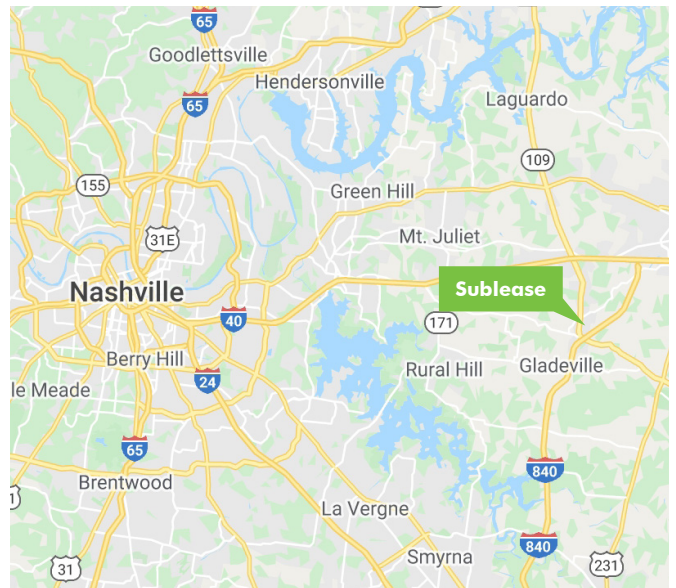 65
Goodlettsville
Hendersonville
65
Laguardo
109
155
Green Hill
31E
Mt. Juliet
Nashville
Sublease
40
171
Berry Hill
24
Rural Hill
Gladeville
le Meade
65
Brentwood
840
La Vergne
840
Smyrna
31
231